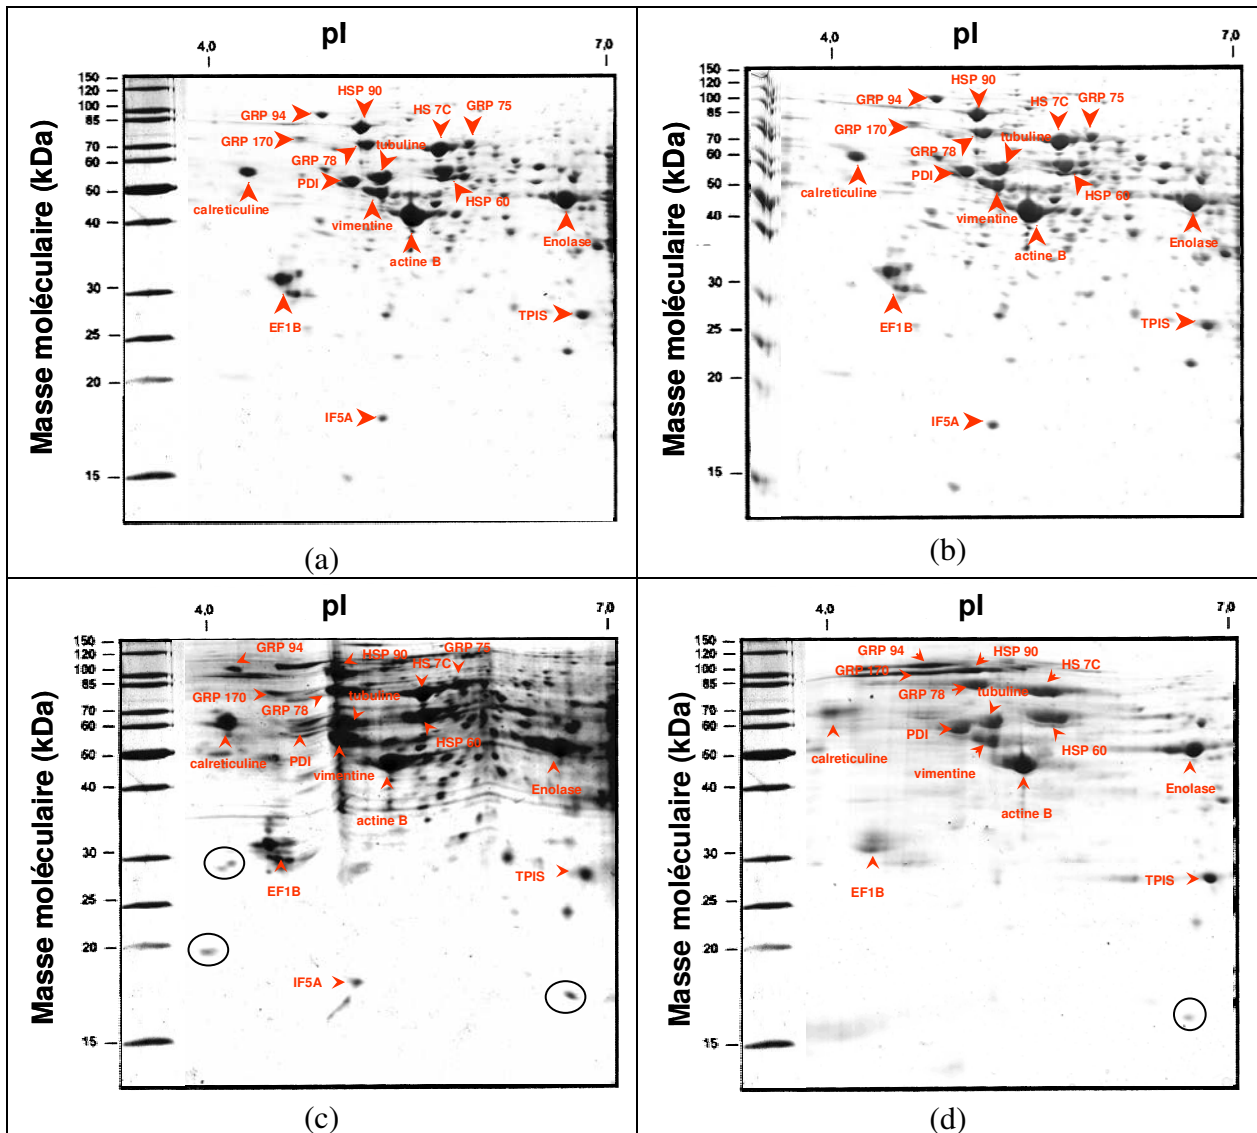 pI
4,0
7,0
Masse moléculaire (kDa)
150
120
100
85
70
60
50
40
30
25
20
15
HSP 90
GRP 94
HS 7C
GRP 75
GRP 170
tubuline
GRP 78
PDI
HSP 60
calreticuline
vimentine
Enolase
actine B
EF1B
TPIS
IF5A
(a)
pI
4,0
7,0
Masse moléculaire (kDa)
150
120
100
85
70
60
50
40
30
25
20
15
HSP 90
GRP 94
HS 7C
GRP 75
GRP 170
tubuline
GRP 78
PDI
HSP 60
calreticuline
vimentine
Enolase
actine B
EF1B
TPIS
IF5A
(b)
pI
4,0
7,0
Masse moléculaire (kDa)
150
120
100
85
70
60
50
40
30
25
20
15
GRP 94
HSP 90
GRP 75
HS 7C
GRP 170
tubuline
GRP 78
HSP 60
calreticuline
PDI
vimentine
Enolase
actine B
TPIS
EF1B
IF5A
(c)
pI
4,0
7,0
Masse moléculaire (kDa)
150
120
100
85
70
60
50
40
30
25
20
15
GRP 94
HSP 90
GRP 170
HS 7C
GRP 78
tubuline
PDI
HSP 60
calreticuline
vimentine
Enolase
actine B
EF1B
TPIS
(d)